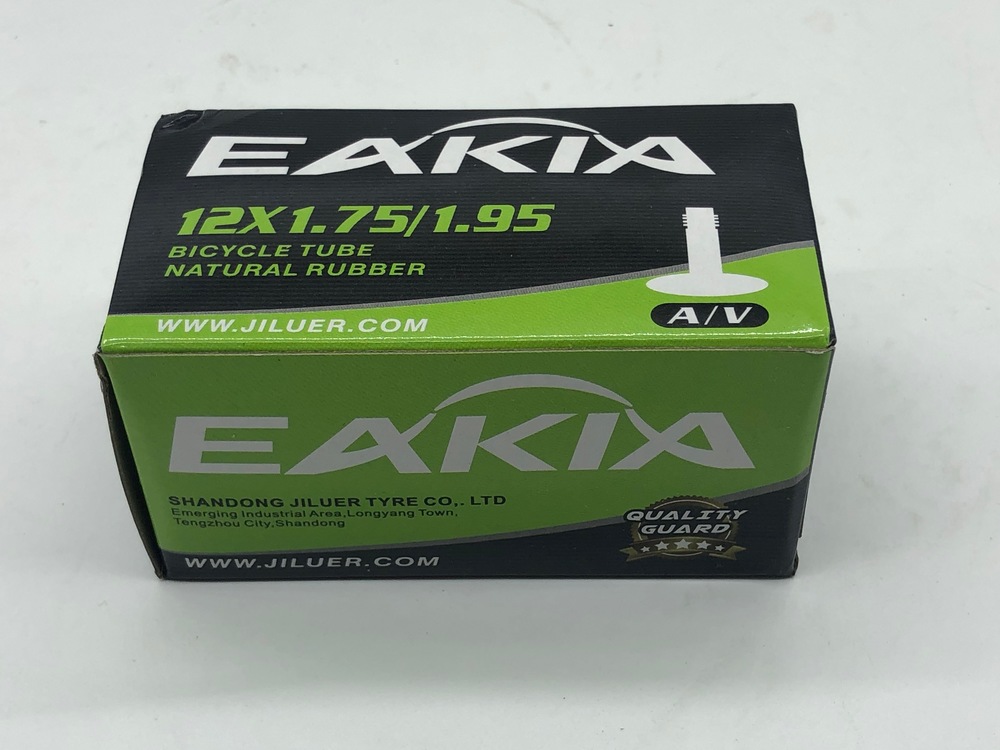 EAKIA
12X1.75/1.95
BICYCLE TUBE
NATURAL RUBBER
WWW.JILUER.COM
A/V
EAKIA
SHANDONG JILUER TYRE CO,. LTD
Emerging Industrial Area,Longyang Town,
Tengzhou City,Shandong
QUALITY
GUARD
WWW.JILUER.COM